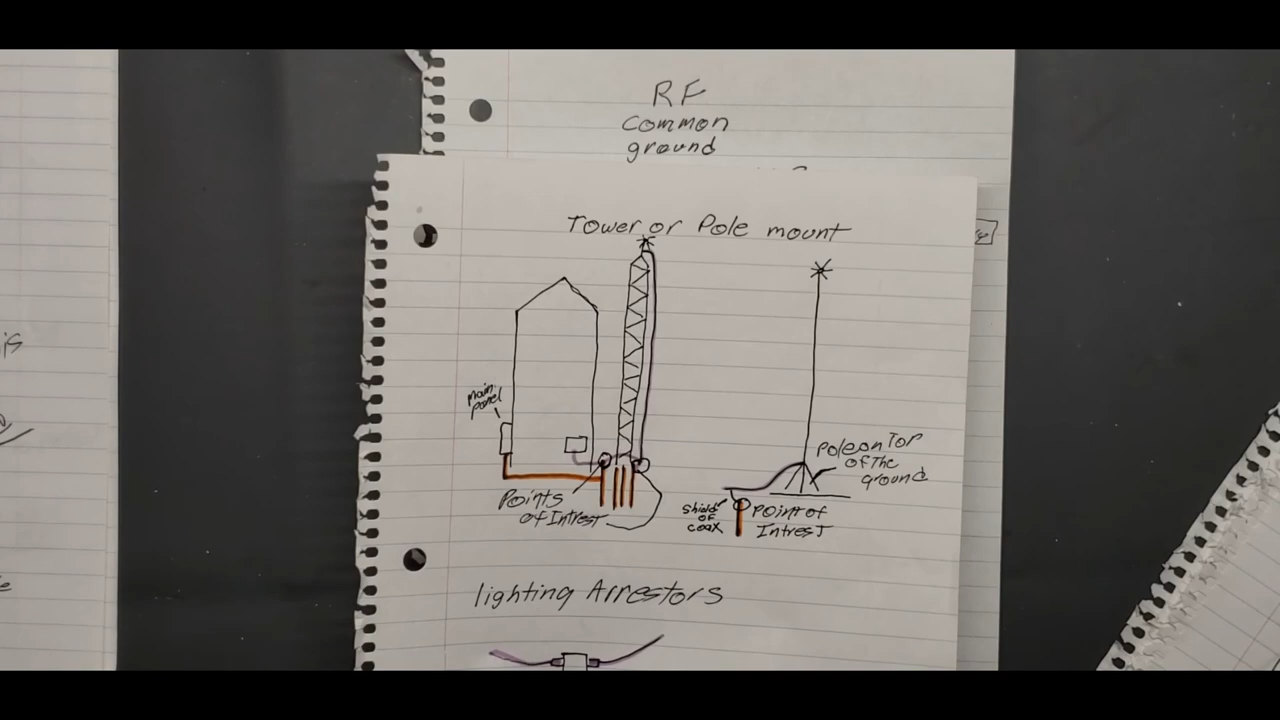 RF
common
ground
Tower or Pole mount
main
panel
Points
of Intrest
Pole on Top
of The
ground
shield
of
coax
Point of
Intrest
lighting Arrestors